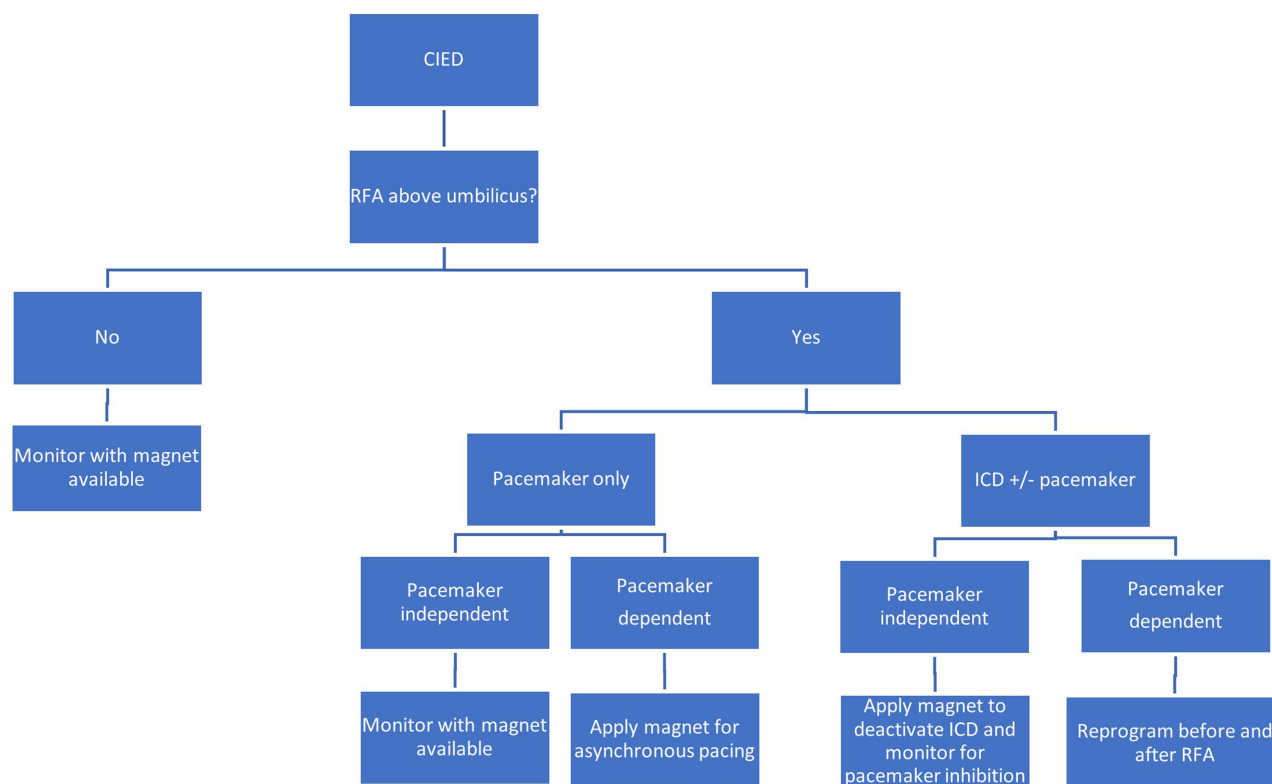 CIED
RFA above umbilicus?
No
Yes
Monitor with magnet
available
Pacemaker only
ICD +/- pacemaker
Pacemaker
independent
Pacemaker
dependent
Pacemaker
independent
Pacemaker
dependent
Monitor with magnet
available
Apply magnet for
asynchronous pacing
Apply magnet to
deactivate ICD and
monitor for
pacemaker inhibition
Reprogram before and
after RFA